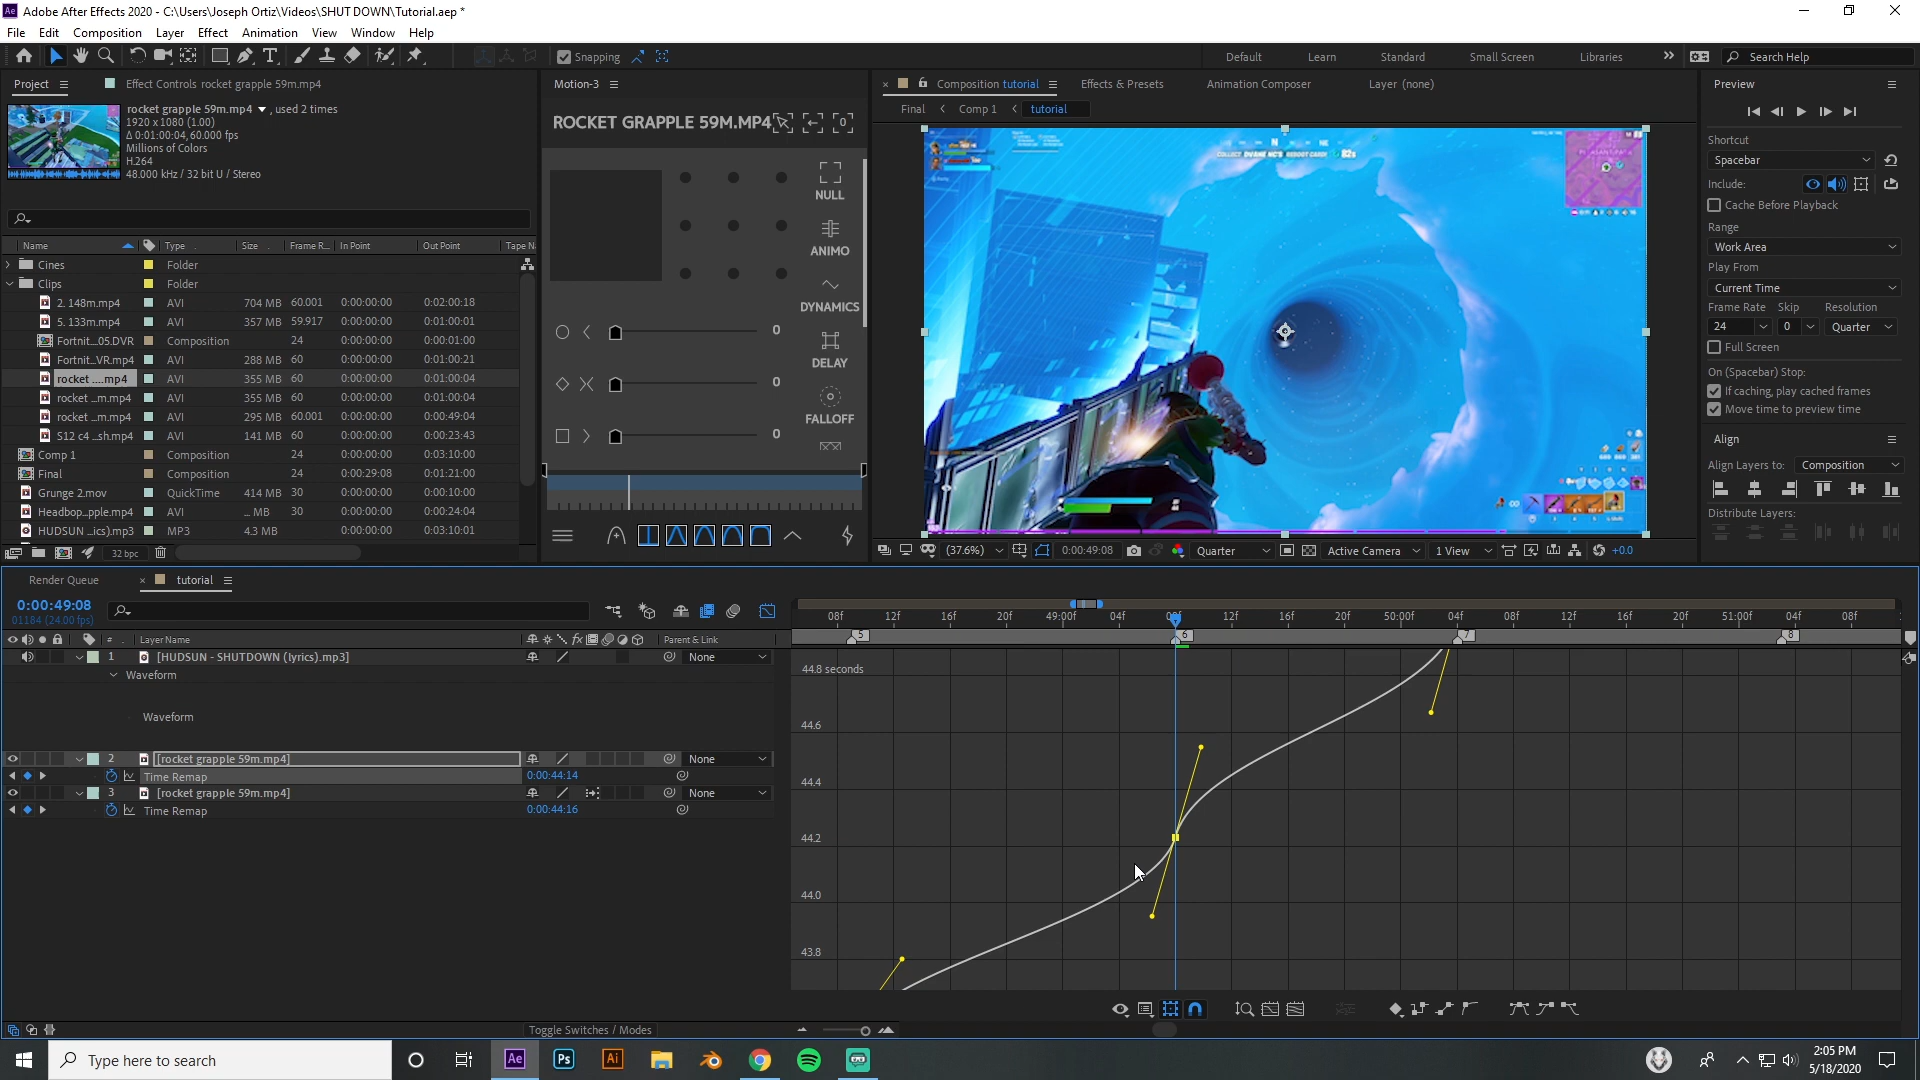 Adobe After Effects 2020 - C:\Users\Joseph Ortiz\Videos\SHUT DOWN\Tutorial.aep *
File Edit Composition Layer Effect Animation View Window Help
Snapping
Default Learn Standard Small Screen Libraries Search Help
Project Effect Controls rocket grapple 59m.mp4
rocket grapple 59m.mp4 , used 2 times
1920 x 1080 (1.00)
Δ 0:01:00:04, 60.000 fps
Millions of Colors
H.264
48.000 kHz / 32 bit U / Stereo
Name Type Size Frame R... In Point Out Point Tape N
Cines Folder
Clips Folder
2. 148m.mp4 AVI 704 MB 60.001 0:00:00:00 0:02:00:18
5. 133m.mp4 AVI 357 MB 59.917 0:00:00:00 0:01:00:01
Fortnit....05.DVR Composition 24 0:00:00:00 0:00:01:00
Fortnit...VR.mp4 AVI 288 MB 60 0:00:00:00 0:01:00:21
rocket ....mp4 AVI 355 MB 60 0:00:00:00 0:01:00:04
rocket ...m.mp4 AVI 355 MB 60 0:00:00:00 0:01:00:04
rocket ...m.mp4 AVI 295 MB 60.001 0:00:00:00 0:00:49:04
S12 c4 ...sh.mp4 AVI 141 MB 60 0:00:00:00 0:00:23:43
Comp 1 Composition 24 0:00:00:00 0:03:10:00
Final Composition 24 0:00:29:08 0:01:21:00
Grunge 2.mov QuickTime 414 MB 30 0:00:00:00 0:00:10:00
Headbop...pple.mp4 AVI ... MB 30 0:00:00:00 0:00:24:04
HUDSUN ...ics).mp3 MP3 4.3 MB 0:00:00:00 0:03:10:01
32 bpc
Motion-3
ROCKET GRAPPLE 59M.MP4
NULL
ANIMO
DYNAMICS
DELAY
FALLOFF
0
0
0
Composition tutorial Effects & Presets Animation Composer Layer (none)
Final Comp 1 tutorial
N
82s
(37.6%) 0:00:49:08 Quarter Active Camera 1 View +0.0
Preview
Shortcut
Spacebar
Include:
Cache Before Playback
Range
Work Area
Play From
Current Time
Frame Rate Skip Resolution
24 0 Quarter
Full Screen
On (Spacebar) Stop:
If caching, play cached frames
Move time to preview time
Align
Align Layers to: Composition
Distribute Layers:
Render Queue tutorial
0:00:49:08
01184 (24.00 fps)
# Layer Name Parent & Link
1 [HUDSUN - SHUTDOWN (lyrics).mp3] None
Waveform
Waveform
2 [rocket grapple 59m.mp4] None
Time Remap 0:00:44:14
3 [rocket grapple 59m.mp4] None
Time Remap 0:00:44:16
Toggle Switches / Modes
08f 12f 16f 20f 49:00f 04f 08f 12f 16f 20f 50:00f 04f 08f 12f 16f 20f 51:00f 04f 08f
5 6 7 8
44.8 seconds
44.6
44.4
44.2
44.0
43.8
Type here to search
Ae Ps Ai
2:05 PM
5/18/2020